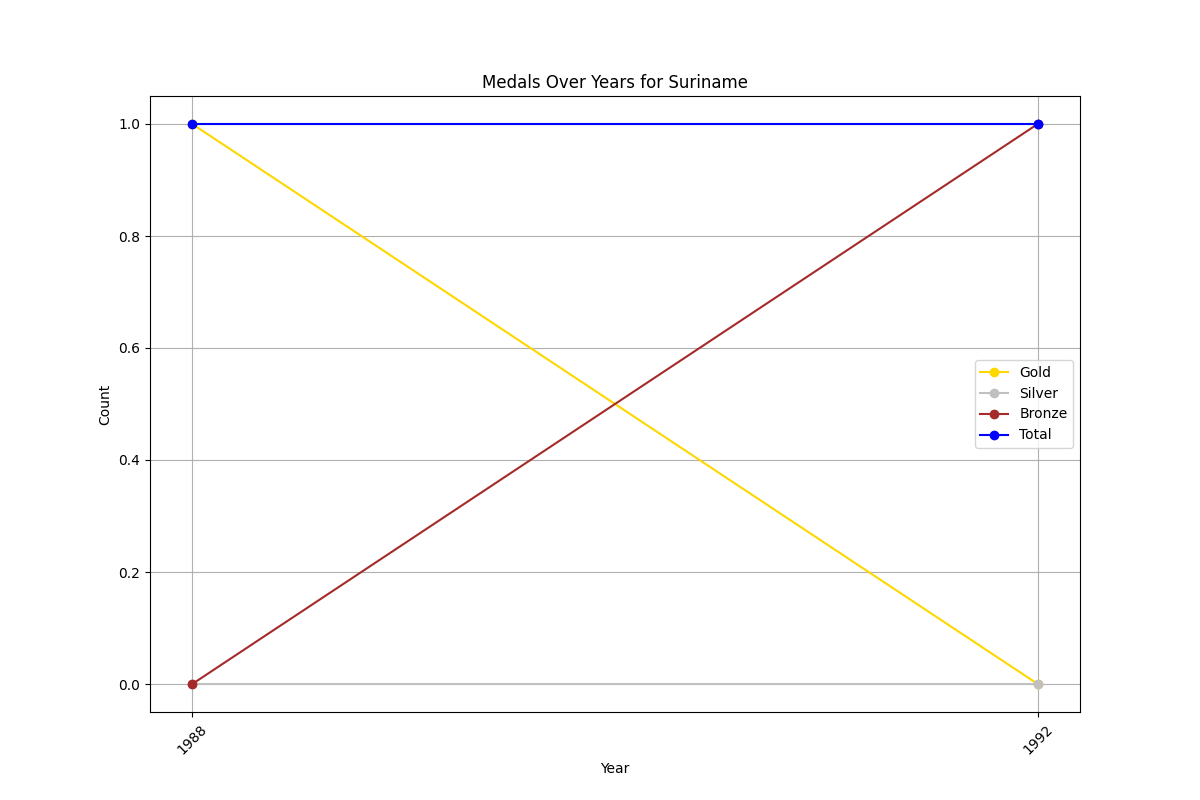 Medals Over Years for Suriname
1.0
0.8
0.6
0.4
0.2
0.0
Count
Gold
Silver
Bronze
Total
1988
1992
Year